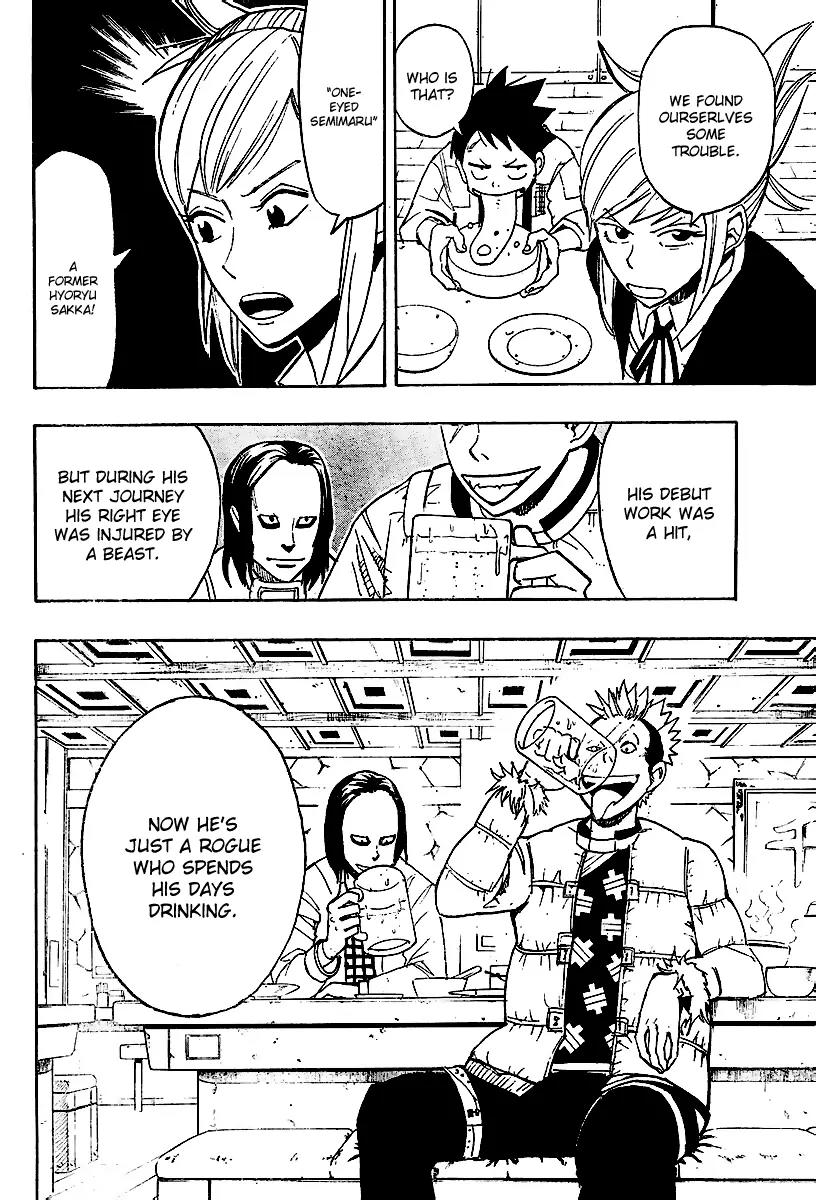 WE FOUND
OURSERLVES
SOME
TROUBLE.
WHO IS
THAT?
"ONE-
EYED
SEMIMARU"
A
FORMER
HYORYU
SAKKA!
HIS DEBUT
WORK WAS
A HIT,
BUT DURING HIS
NEXT JOURNEY
HIS RIGHT EYE
WAS INJURED BY
A BEAST.
NOW HE'S
JUST A ROGUE
WHO SPENDS
HIS DAYS
DRINKING.